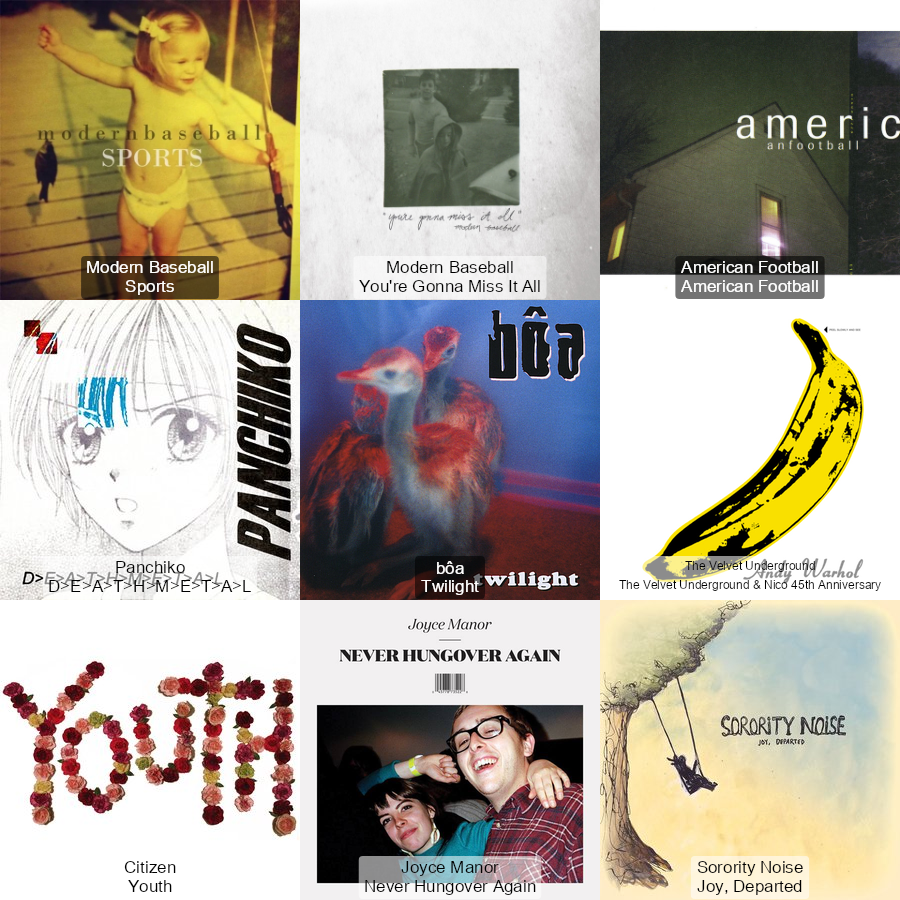 modernbaseball
SPORTS
Modern Baseball
Sports
"you're gonna miss it all"
modern baseball
Modern Baseball
You're Gonna Miss It All
americ
anfootball
American Football
American Football
PANCHIKO
D>E>A>T>H>M>E>T>A>L
Panchiko
D>E>A>T>H>M>E>T>A>L
bôa
twilight
bôa
Twilight
Andy Warhol
The Velvet Underground
The Velvet Underground & Nico 45th Anniversary
YOUTH
Citizen
Youth
Joyce Manor
NEVER HUNGOVER AGAIN
Joyce Manor
Never Hungover Again
SORORITY NOISE
JOY, DEPARTED
Sorority Noise
Joy, Departed